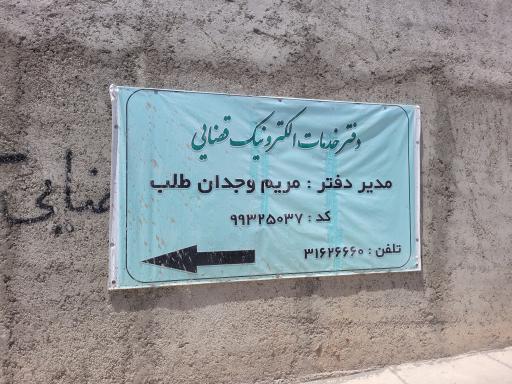 دفتر خدمات الکترونیک قضایی
مدیر دفتر : مریم وجدان طلب
کد : ۹۹۳۲۵۰۳۷
تلفن : ۳۱۶۲۶۶۶۰